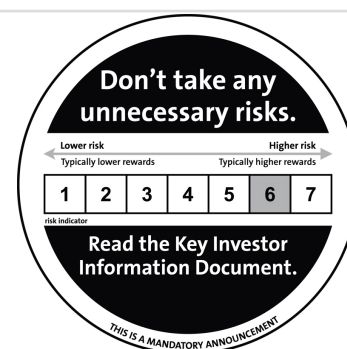 Don't take any
unnecessary risks.
Lower risk Higher risk
Typically lower rewards Typically higher rewards
1 2 3 4 5 6 7
risk indicator
Read the Key Investor
Information Document.
THIS IS A MANDATORY ANNOUNCEMENT